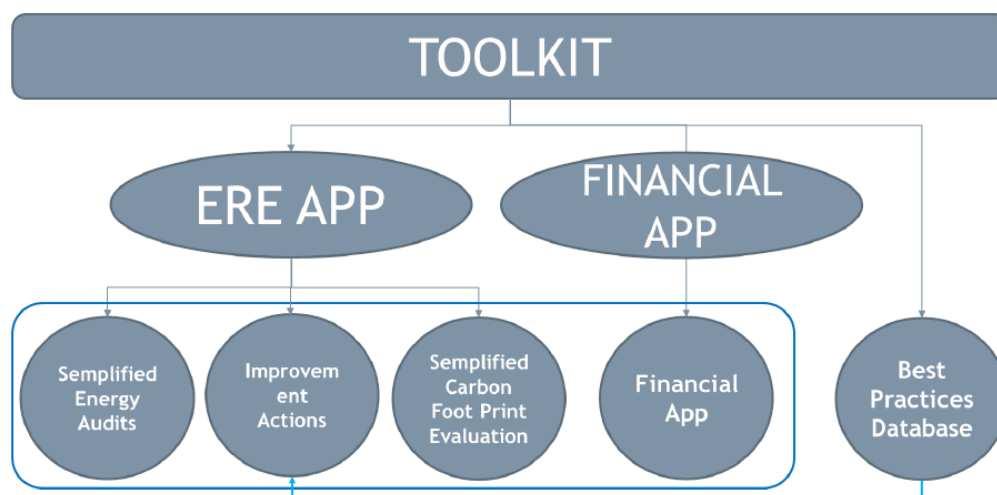 TOOLKIT
ERE APP
FINANCIAL
APP
Semplified
Energy
Audits
Improvem
ent
Actions
Semplified
Carbon
Foot Print
Evaluation
Financial
App
Best
Practices
Database